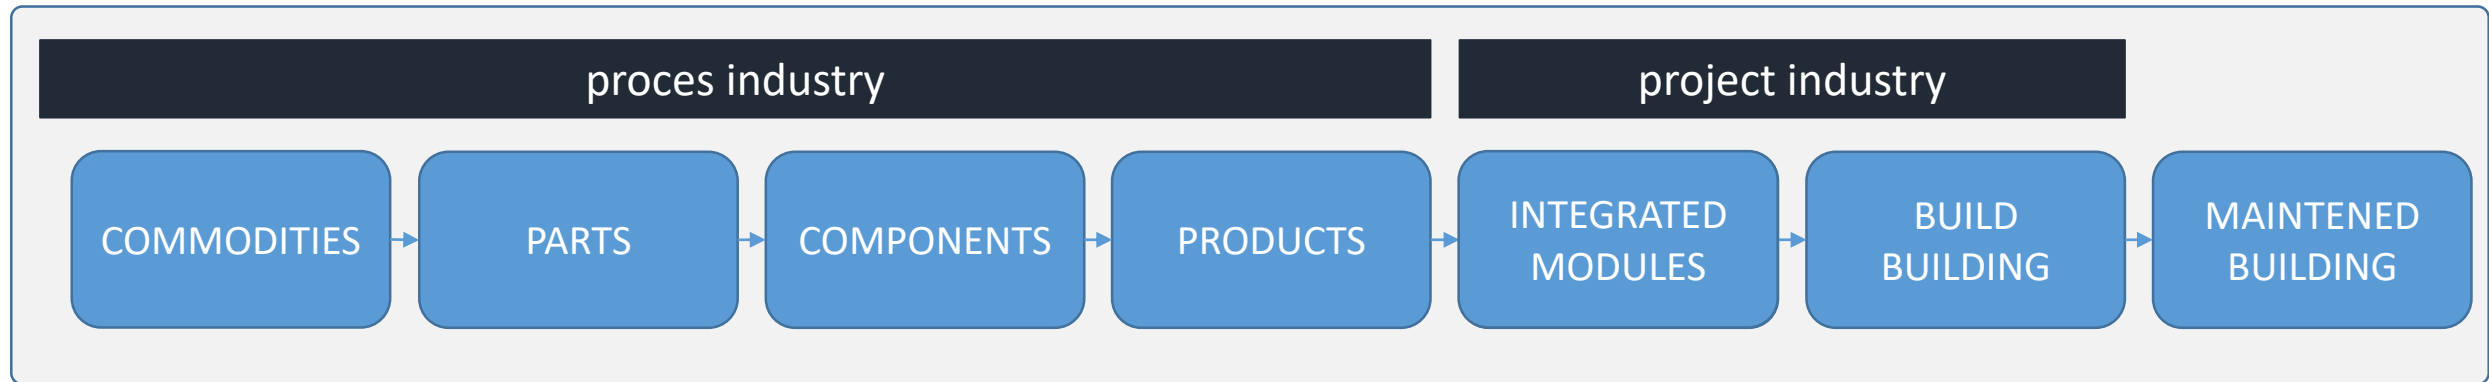 proces industry
project industry
COMMODITIES
PARTS
COMPONENTS
PRODUCTS
INTEGRATED
MODULES
BUILD
BUILDING
MAINTENED
BUILDING